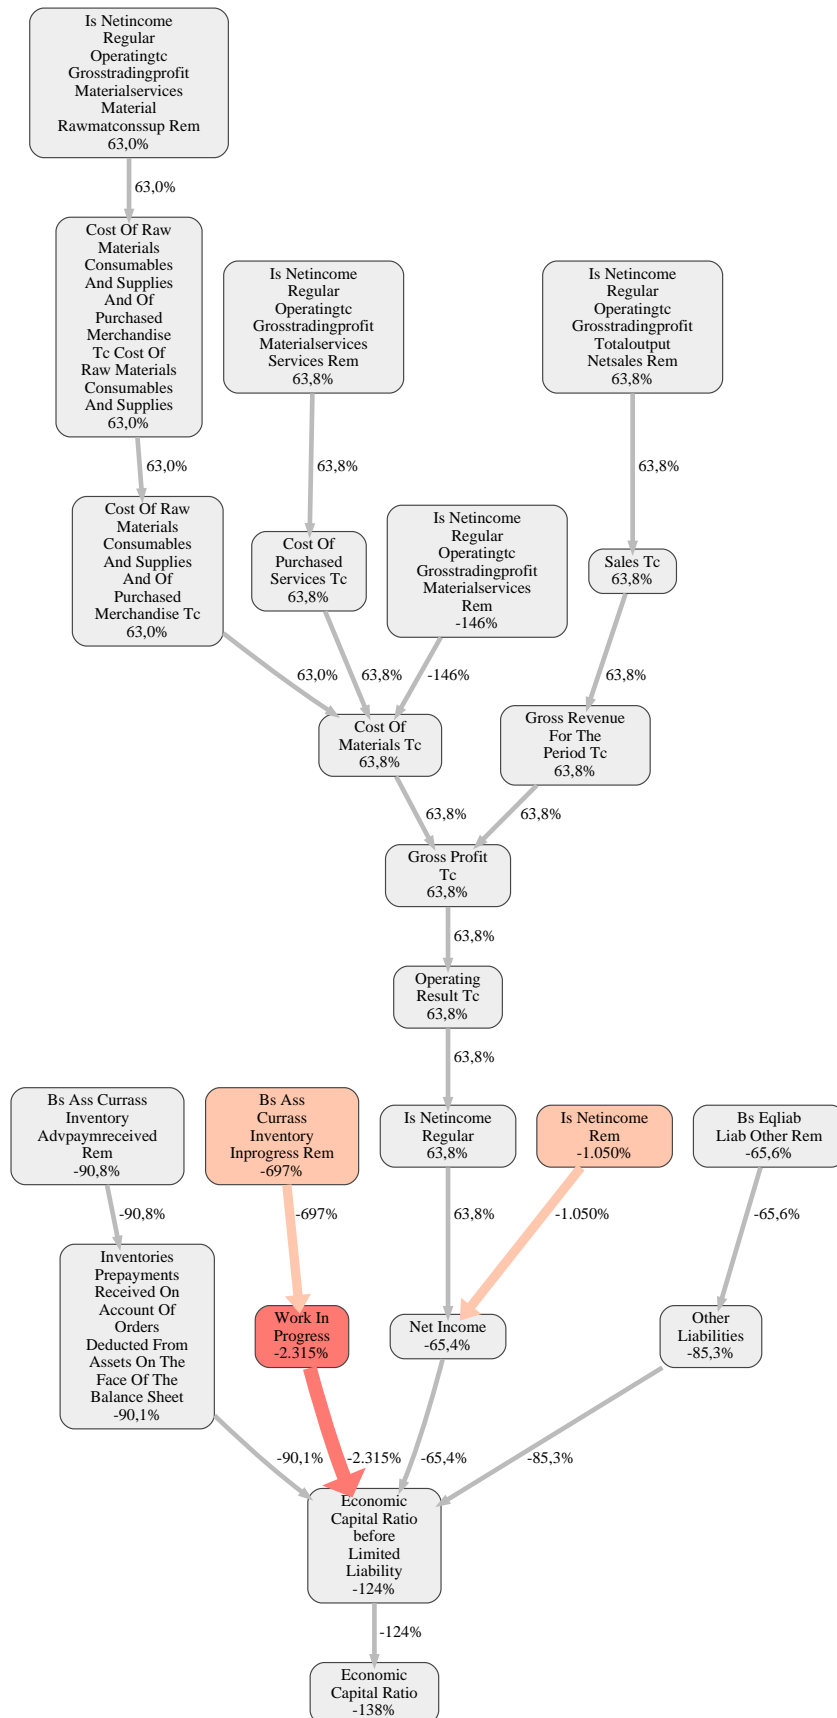 Is Netincome
Regular
Operatingtc
Grosstradingprofit
Materialservices
Material
Rawmatconssup Rem
63,0%
63,0%
Cost Of Raw
Materials
Consumables
And Supplies
And Of
Purchased
Merchandise
Tc Cost Of
Raw Materials
Consumables
And Supplies
63,0%
Is Netincome
Regular
Operatingtc
Grosstradingprofit
Materialservices
Services Rem
63,8%
Is Netincome
Regular
Operatingtc
Grosstradingprofit
Totaloutput
Netsales Rem
63,8%
63,0%
63,8%
63,8%
Cost Of Raw
Materials
Consumables
And Supplies
And Of
Purchased
Merchandise Tc
63,0%
Cost Of
Purchased
Services Tc
63,8%
Is Netincome
Regular
Operatingtc
Grosstradingprofit
Materialservices
Rem
-146%
Sales Tc
63,8%
63,0%
63,8%
-146%
63,8%
Cost Of
Materials Tc
63,8%
Gross Revenue
For The
Period Tc
63,8%
63,8%
63,8%
Gross Profit
Tc
63,8%
63,8%
Operating
Result Tc
63,8%
63,8%
Bs Ass Currass
Inventory
Advpaymreceived
Rem
-90,8%
Bs Ass
Currass
Inventory
Inprogress Rem
-697%
Is Netincome
Regular
63,8%
Is Netincome
Rem
-1.050%
Bs Eqliab
Liab Other Rem
-65,6%
-90,8%
-697%
63,8%
-1.050%
-65,6%
Inventories
Prepayments
Received On
Account Of
Orders
Deducted From
Assets On The
Face Of The
Balance Sheet
-90,1%
Work In
Progress
-2.315%
Net Income
-65,4%
Other
Liabilities
-85,3%
-90,1%
-2.315%
-65,4%
-85,3%
Economic
Capital Ratio
before
Limited
Liability
-124%
-124%
Economic
Capital Ratio
-138%